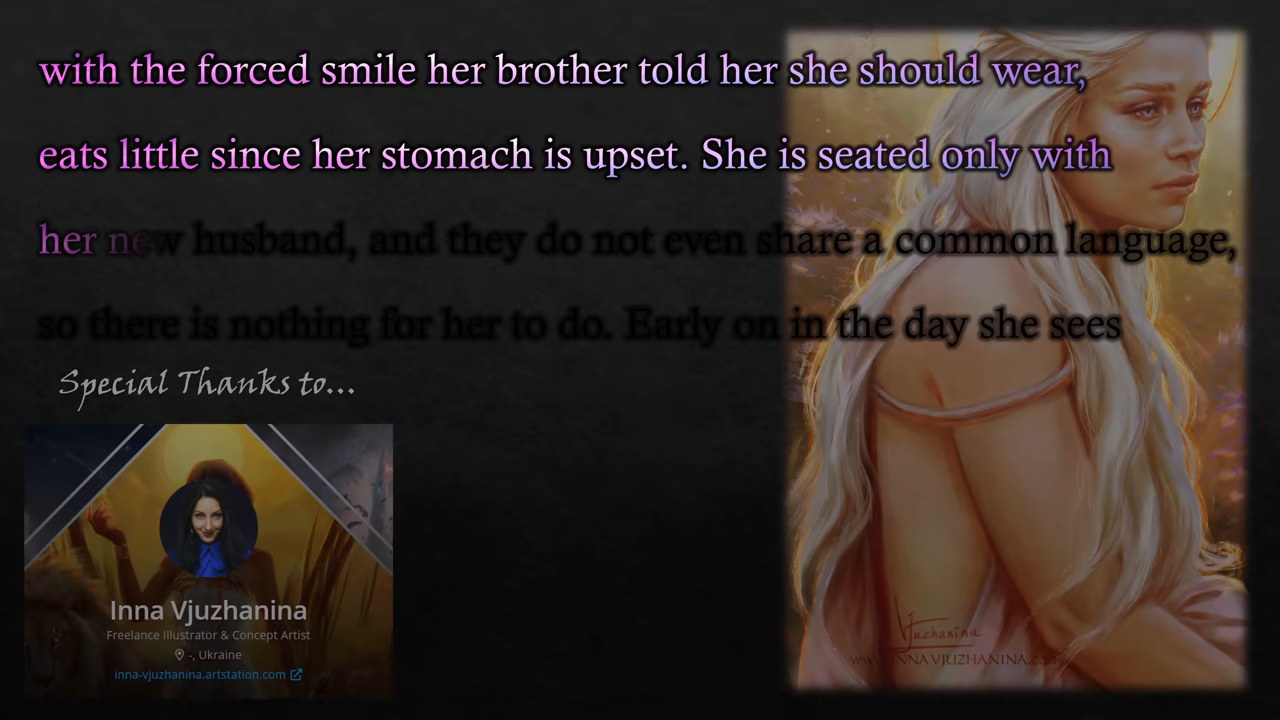 with the forced smile her brother told her she should wear,
eats little since her stomach is upset. She is seated only with
her new husband, and they do not even share a common language,
so there is nothing for her to do. Early on in the day she sees
Special Thanks to...
Inna Vjuzhanina
Freelance Illustrator & Concept Artist
-, Ukraine
inna-vjuzhanina.artstation.com
Vjuzhanina
www.INNAVJUZHANINA.com